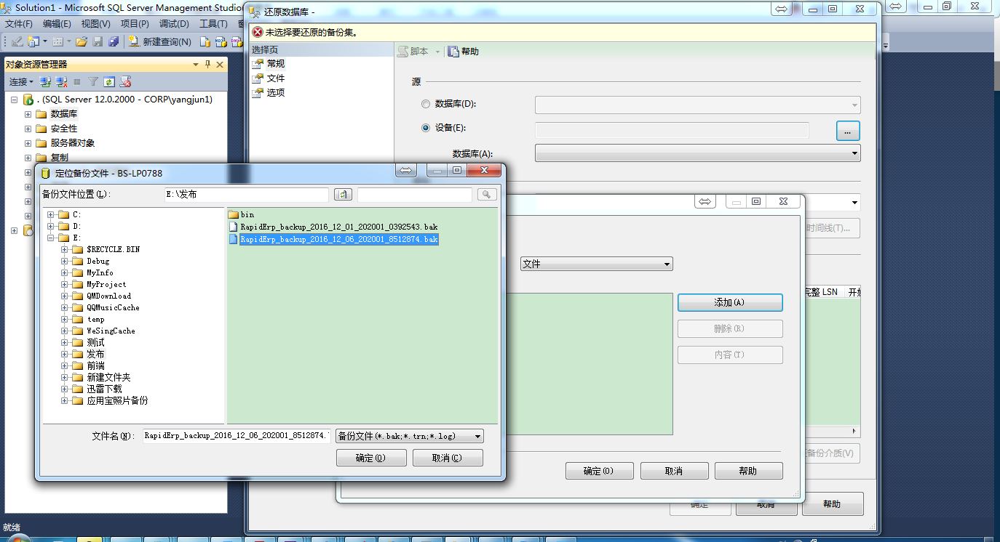 Solution1 - Microsoft SQL Server Management Studio
文件(F) 编辑(E) 视图(V) 项目(P) 调试(D) 工具(T)
新建查询(N)
对象资源管理器
连接
. (SQL Server 12.0.2000 - CORP\yangjun1)
数据库
安全性
服务器对象
复制
就绪
还原数据库 -
未选择要还原的备份集。
选择页
常规
文件
选项
脚本 帮助
源
数据库(D):
设备(E):
...
数据库(A):
时间线(T)...
完整 LSN
备份介质(V)
确定 取消 帮助
文件
添加(A)
删除(R)
内容(T)
确定(O) 取消 帮助
定位备份文件 - BS-LP0788
备份文件位置(L): E:\发布
C:
D:
E:
$RECYCLE.BIN
Debug
MyInfo
MyProject
QMDownload
QQMusicCache
temp
WeSingCache
测试
发布
前端
新建文件夹
迅雷下载
应用宝照片备份
bin
RapidErp_backup_2016_12_01_202001_0392543.bak
RapidErp_backup_2016_12_06_202001_8512874.bak
文件名(N): RapidErp_backup_2016_12_06_202001_8512874. 备份文件(*.bak;*.trn;*.log)
确定(O) 取消(C)